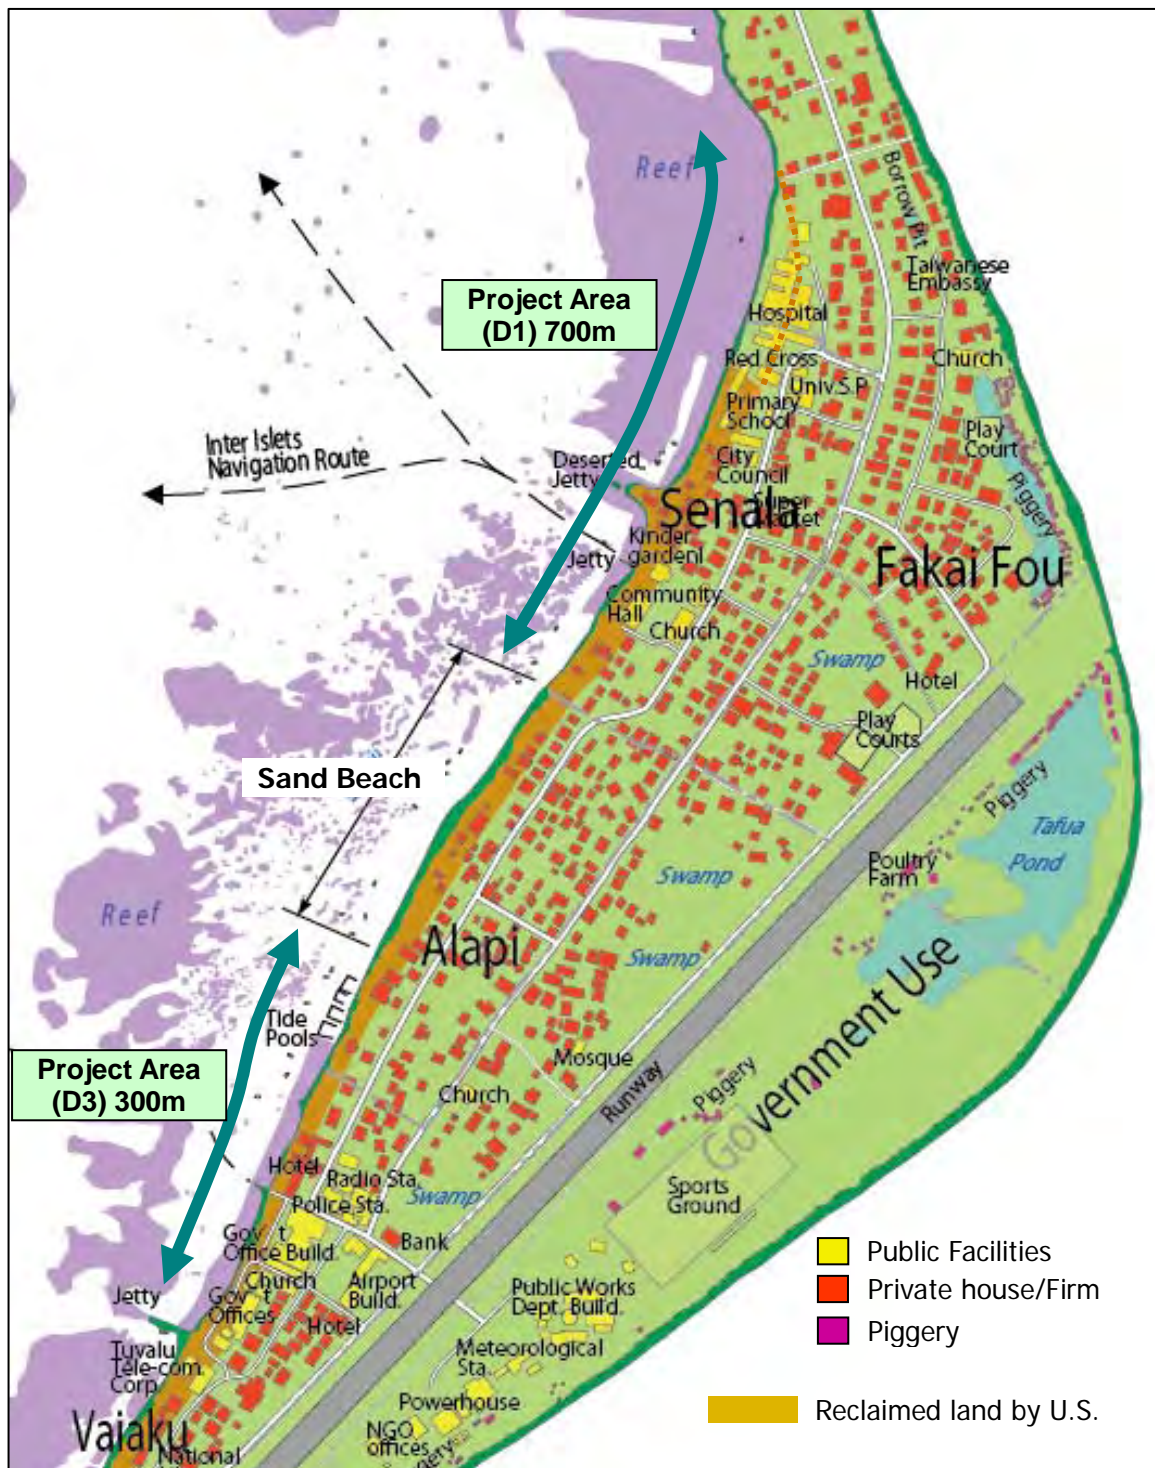 Reef
Borrow Pit
Taiwanese
Embassy
Project Area
(D1) 700m
Hospital
Red Cross
Church
Univ.S.P
Primary
School
Play
Court
Inter Islets
Navigation Route
City
Council
Deserted
Jetty
Piggery
Senala
Super
Market
Kinder
garden
Jetty
Fakai Fou
Community
Hall
Church
Swamp
Hotel
Play
Courts
Sand Beach
Piggery
Tafua
Pond
Poultry
Farm
Swamp
Reef
Alapi
Swamp
Government Use
Tide
Pools
Mosque
Project Area
(D3) 300m
Church
Runway
Piggery
Hotel
Radio Sta.
Swamp
Sports
Ground
Police Sta.
Gov't
Office Build.
Bank
Public Facilities
Church
Airport
Build.
Public Works
Dept. Build.
Private house/Firm
Jetty
Gov't
Offices
Hotel
Piggery
Tuvalu
Tele-com.
Corp
Meteorological
Sta.
Powerhouse
Reclaimed land by U.S.
Vaiaku
NGO
offices
National